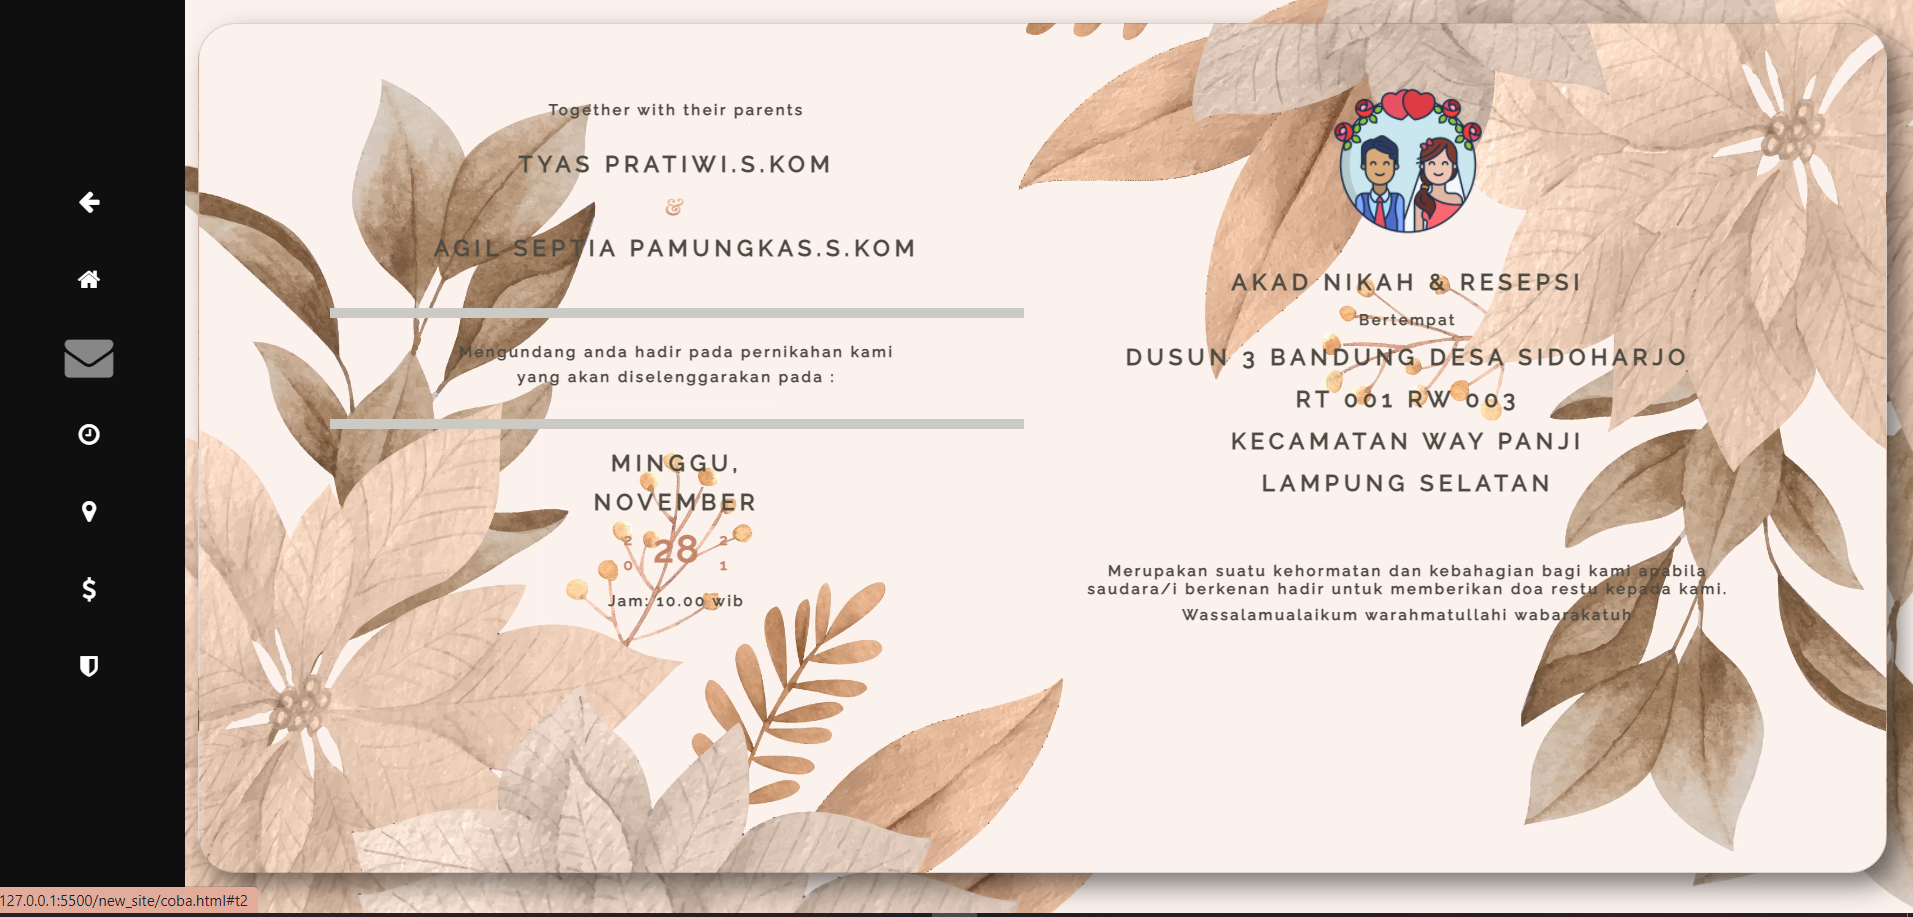 Together with their parents
TYAS PRATIWI.S.KOM
&
AGIL SEPTIA PAMUNGKAS.S.KOM
Mengundang anda hadir pada pernikahan kami
yang akan diselenggarakan pada :
MINGGU,
NOVEMBER
20 28 21
Jam: 10.00 wib
AKAD NIKAH & RESEPSI
Bertempat
DUSUN 3 BANDUNG DESA SIDOHARJO
RT 001 RW 003
KECAMATAN WAY PANJI
LAMPUNG SELATAN
Merupakan suatu kehormatan dan kebahagian bagi kami apabila
saudara/i berkenan hadir untuk memberikan doa restu kepada kami.
Wassalamualaikum warahmatullahi wabarakatuh
127.0.0.1:5500/new_site/coba.html#t2